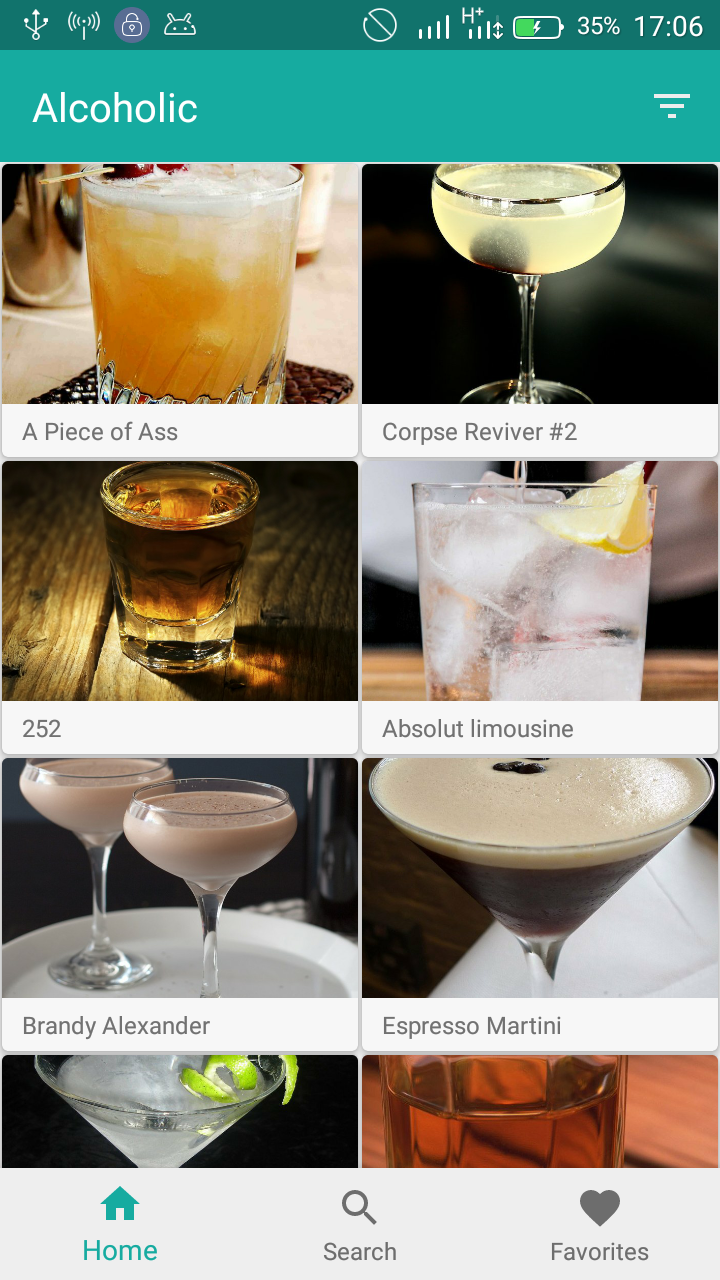 H+
35% 17:06
Alcoholic
A Piece of Ass
Corpse Reviver #2
252
Absolut limousine
Brandy Alexander
Espresso Martini
Home
Search
Favorites